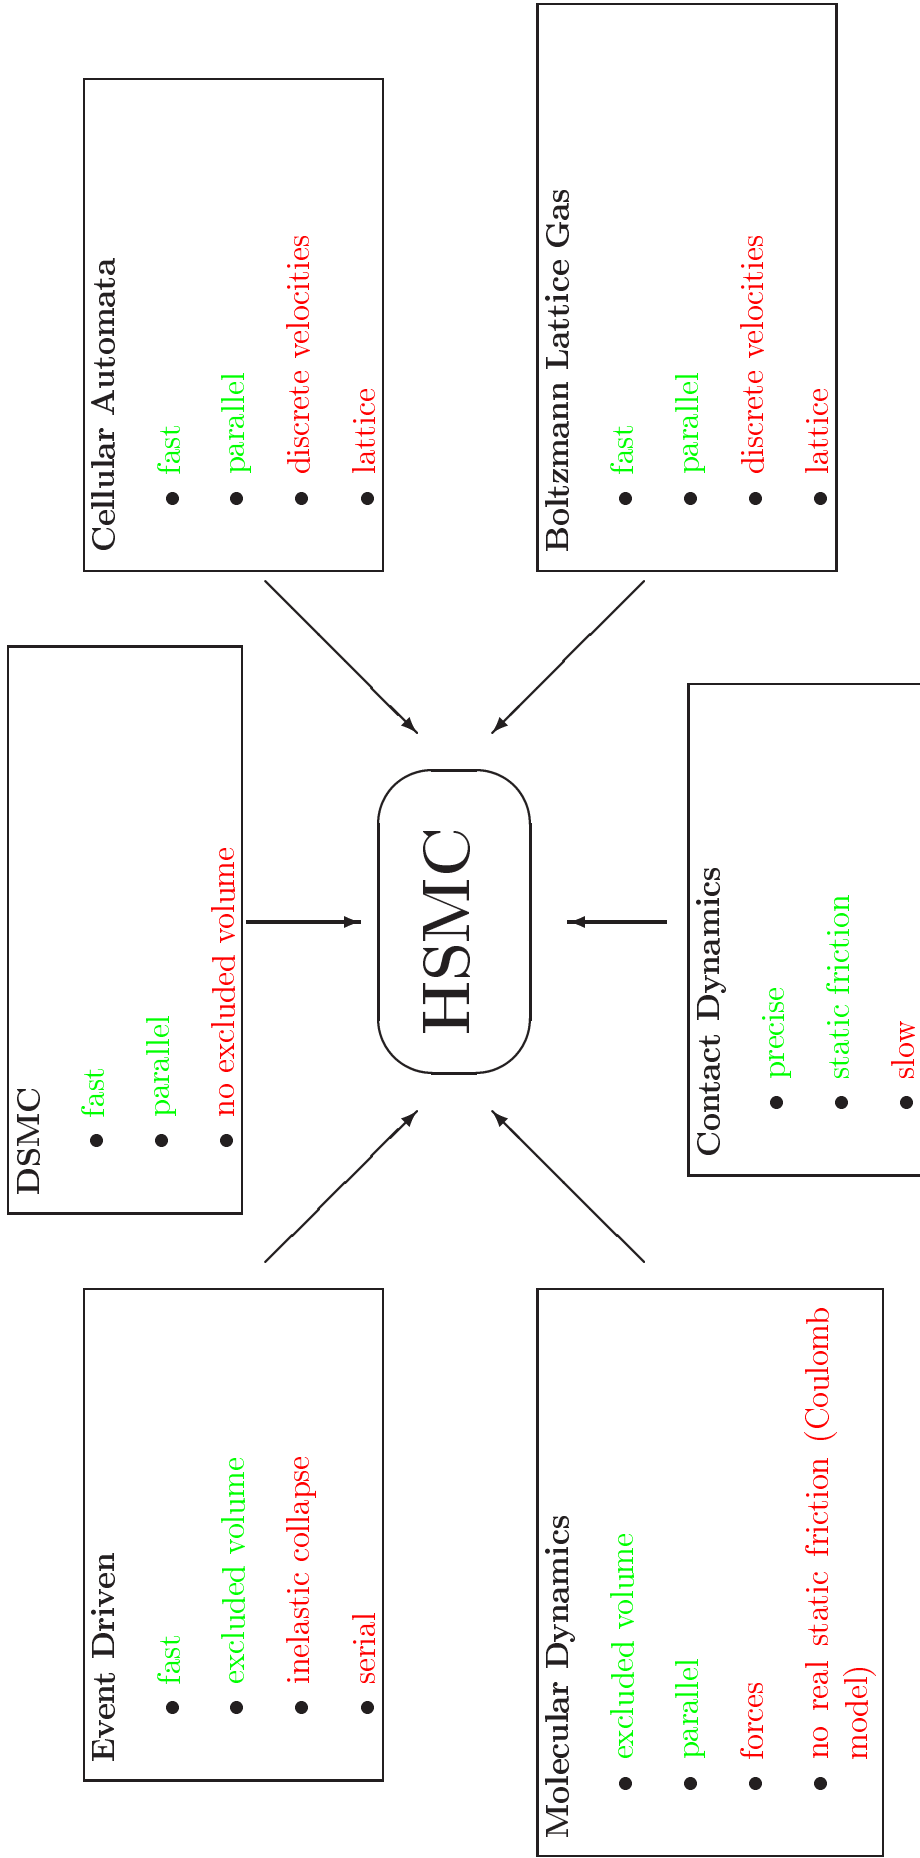 DSMC
fast
parallel
no excluded volume
Event Driven
fast
excluded volume
inelastic collapse
serial
Cellular Automata
fast
parallel
discrete velocities
lattice
HSMC
Molecular Dynamics
excluded volume
parallel
forces
no real static friction (Coulomb
model)
Boltzmann Lattice Gas
fast
parallel
discrete velocities
lattice
Contact Dynamics
precise
static friction
slow